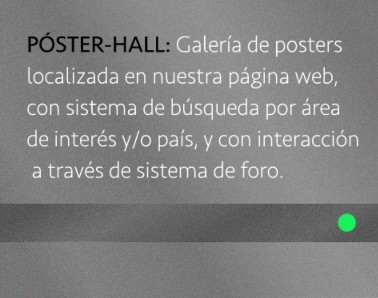 PÓSTER-HALL: Galería de posters
localizada en nuestra página web,
con sistema de búsqueda por área
de interés y/o país, y con interacción
a través de sistema de foro.